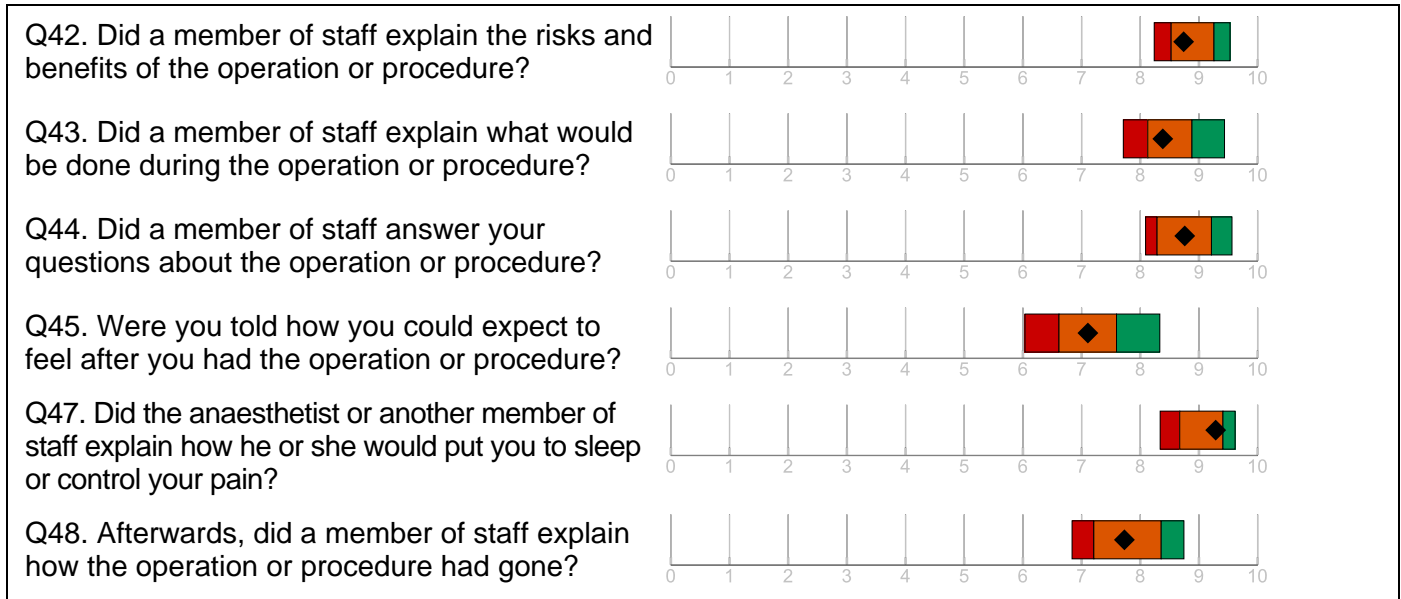 Q42. Did a member of staff explain the risks and
benefits of the operation or procedure?
0 1 2 3 4 5 6 7 8 9 10
Q43. Did a member of staff explain what would
be done during the operation or procedure?
0 1 2 3 4 5 6 7 8 9 10
Q44. Did a member of staff answer your
questions about the operation or procedure?
0 1 2 3 4 5 6 7 8 9 10
Q45. Were you told how you could expect to
feel after you had the operation or procedure?
0 1 2 3 4 5 6 7 8 9 10
Q47. Did the anaesthetist or another member of
staff explain how he or she would put you to sleep
or control your pain?
0 1 2 3 4 5 6 7 8 9 10
Q48. Afterwards, did a member of staff explain
how the operation or procedure had gone?
0 1 2 3 4 5 6 7 8 9 10